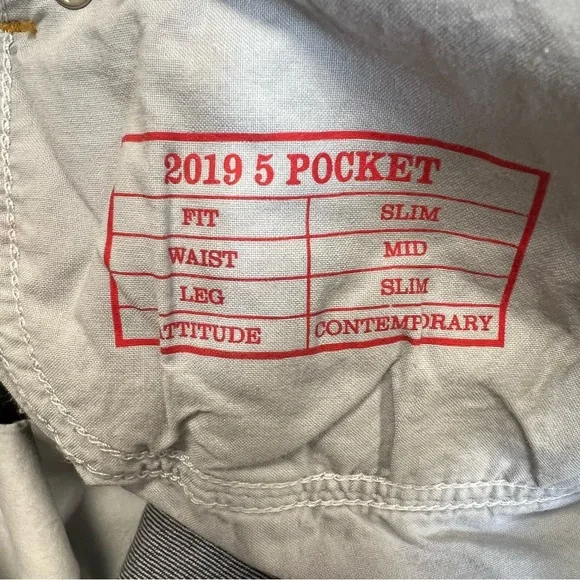 2019 5 POCKET
FIT SLIM
WAIST MID
LEG SLIM
ATTITUDE CONTEMPORARY